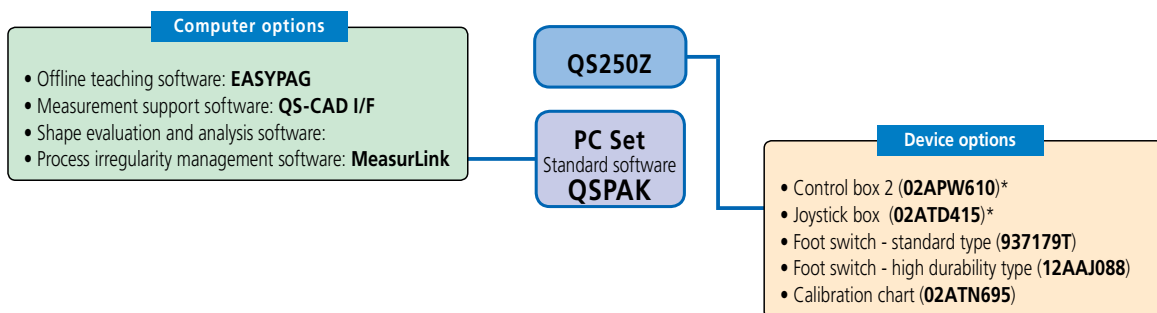 Computer options
• Offline teaching software: EASYPAG
• Measurement support software: QS-CAD I/F
• Shape evaluation and analysis software:
• Process irregularity management software: MeasurLink
QS250Z
PC Set
Standard software
QSPAK
Device options
• Control box 2 (02APW610)*
• Joystick box (02ATD415)*
• Foot switch - standard type (937179T)
• Foot switch - high durability type (12AAJ088)
• Calibration chart (02ATN695)